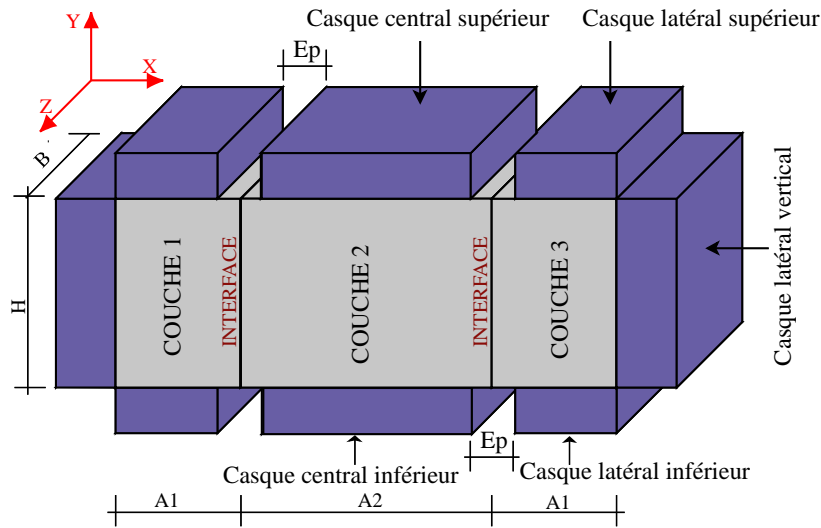 Casque central supérieur
Casque latéral supérieur
Y
Ep
X
Z
B
H
COUCHE 1
INTERFACE
COUCHE 2
INTERFACE
COUCHE 3
Casque latéral vertical
Ep
Casque central inférieur
Casque latéral inférieur
A1
A2
A1